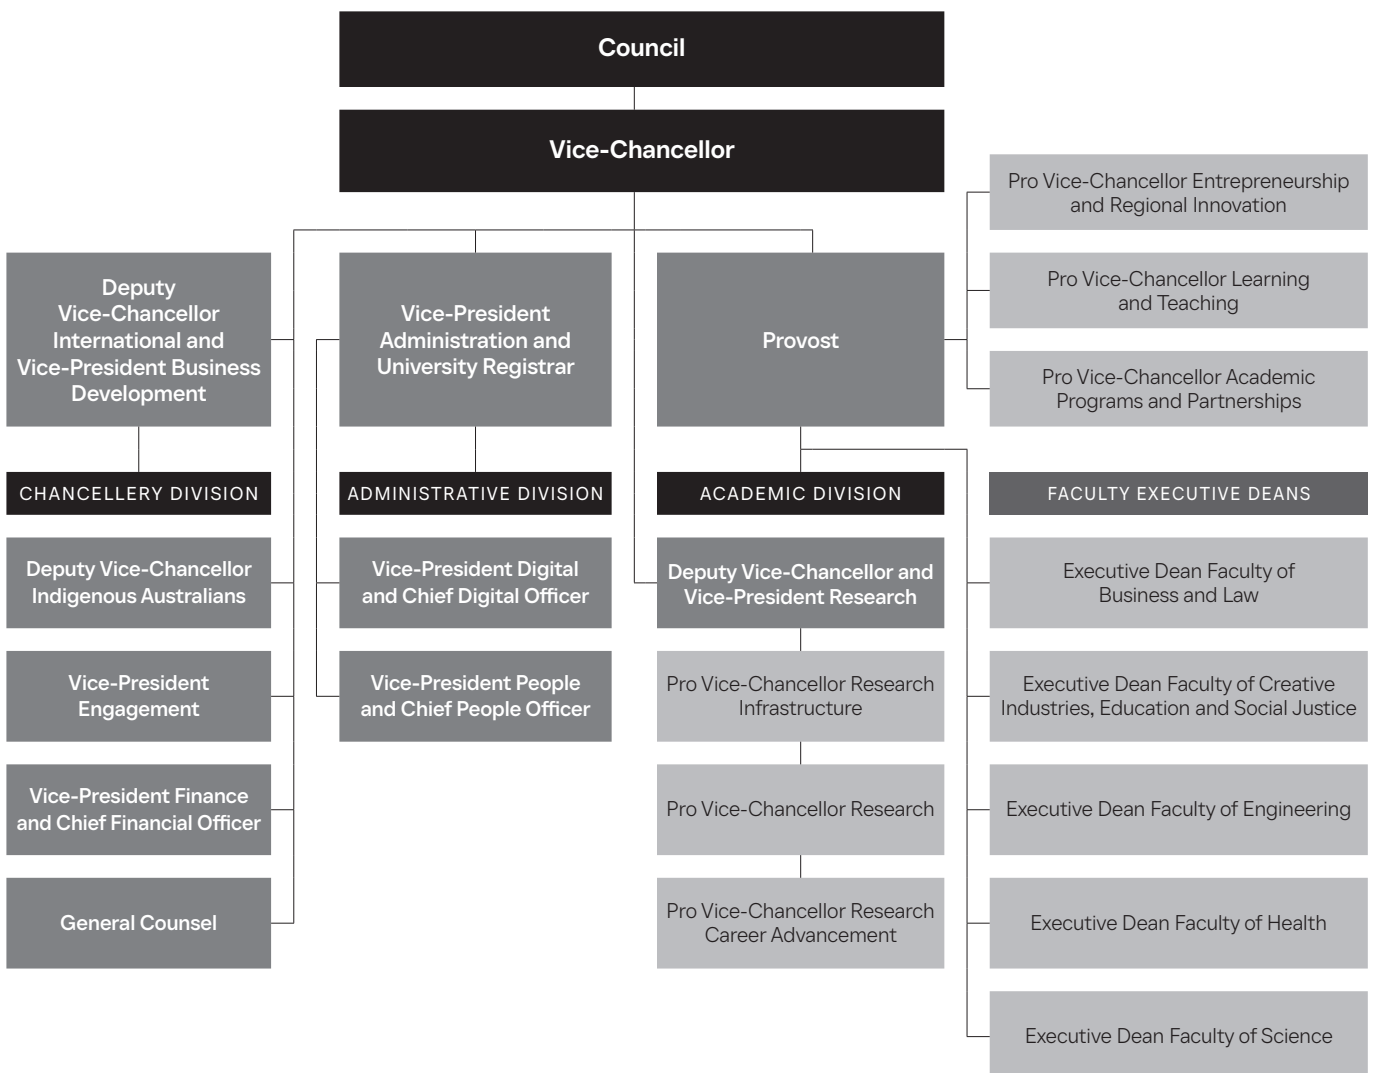 Council
Vice-Chancellor
Pro Vice-Chancellor Entrepreneurship
and Regional Innovation
Deputy
Vice-Chancellor
International and
Vice-President Business
Development
Vice-President
Administration and
University Registrar
Provost
Pro Vice-Chancellor Learning
and Teaching
Pro Vice-Chancellor Academic
Programs and Partnerships
CHANCELLERY DIVISION
ADMINISTRATIVE DIVISION
ACADEMIC DIVISION
FACULTY EXECUTIVE DEANS
Deputy Vice-Chancellor
Indigenous Australians
Vice-President Digital
and Chief Digital Officer
Deputy Vice-Chancellor and
Vice-President Research
Executive Dean Faculty of
Business and Law
Vice-President
Engagement
Vice-President People
and Chief People Officer
Pro Vice-Chancellor Research
Infrastructure
Executive Dean Faculty of Creative
Industries, Education and Social Justice
Vice-President Finance
and Chief Financial Officer
Pro Vice-Chancellor Research
Executive Dean Faculty of Engineering
General Counsel
Pro Vice-Chancellor Research
Career Advancement
Executive Dean Faculty of Health
Executive Dean Faculty of Science